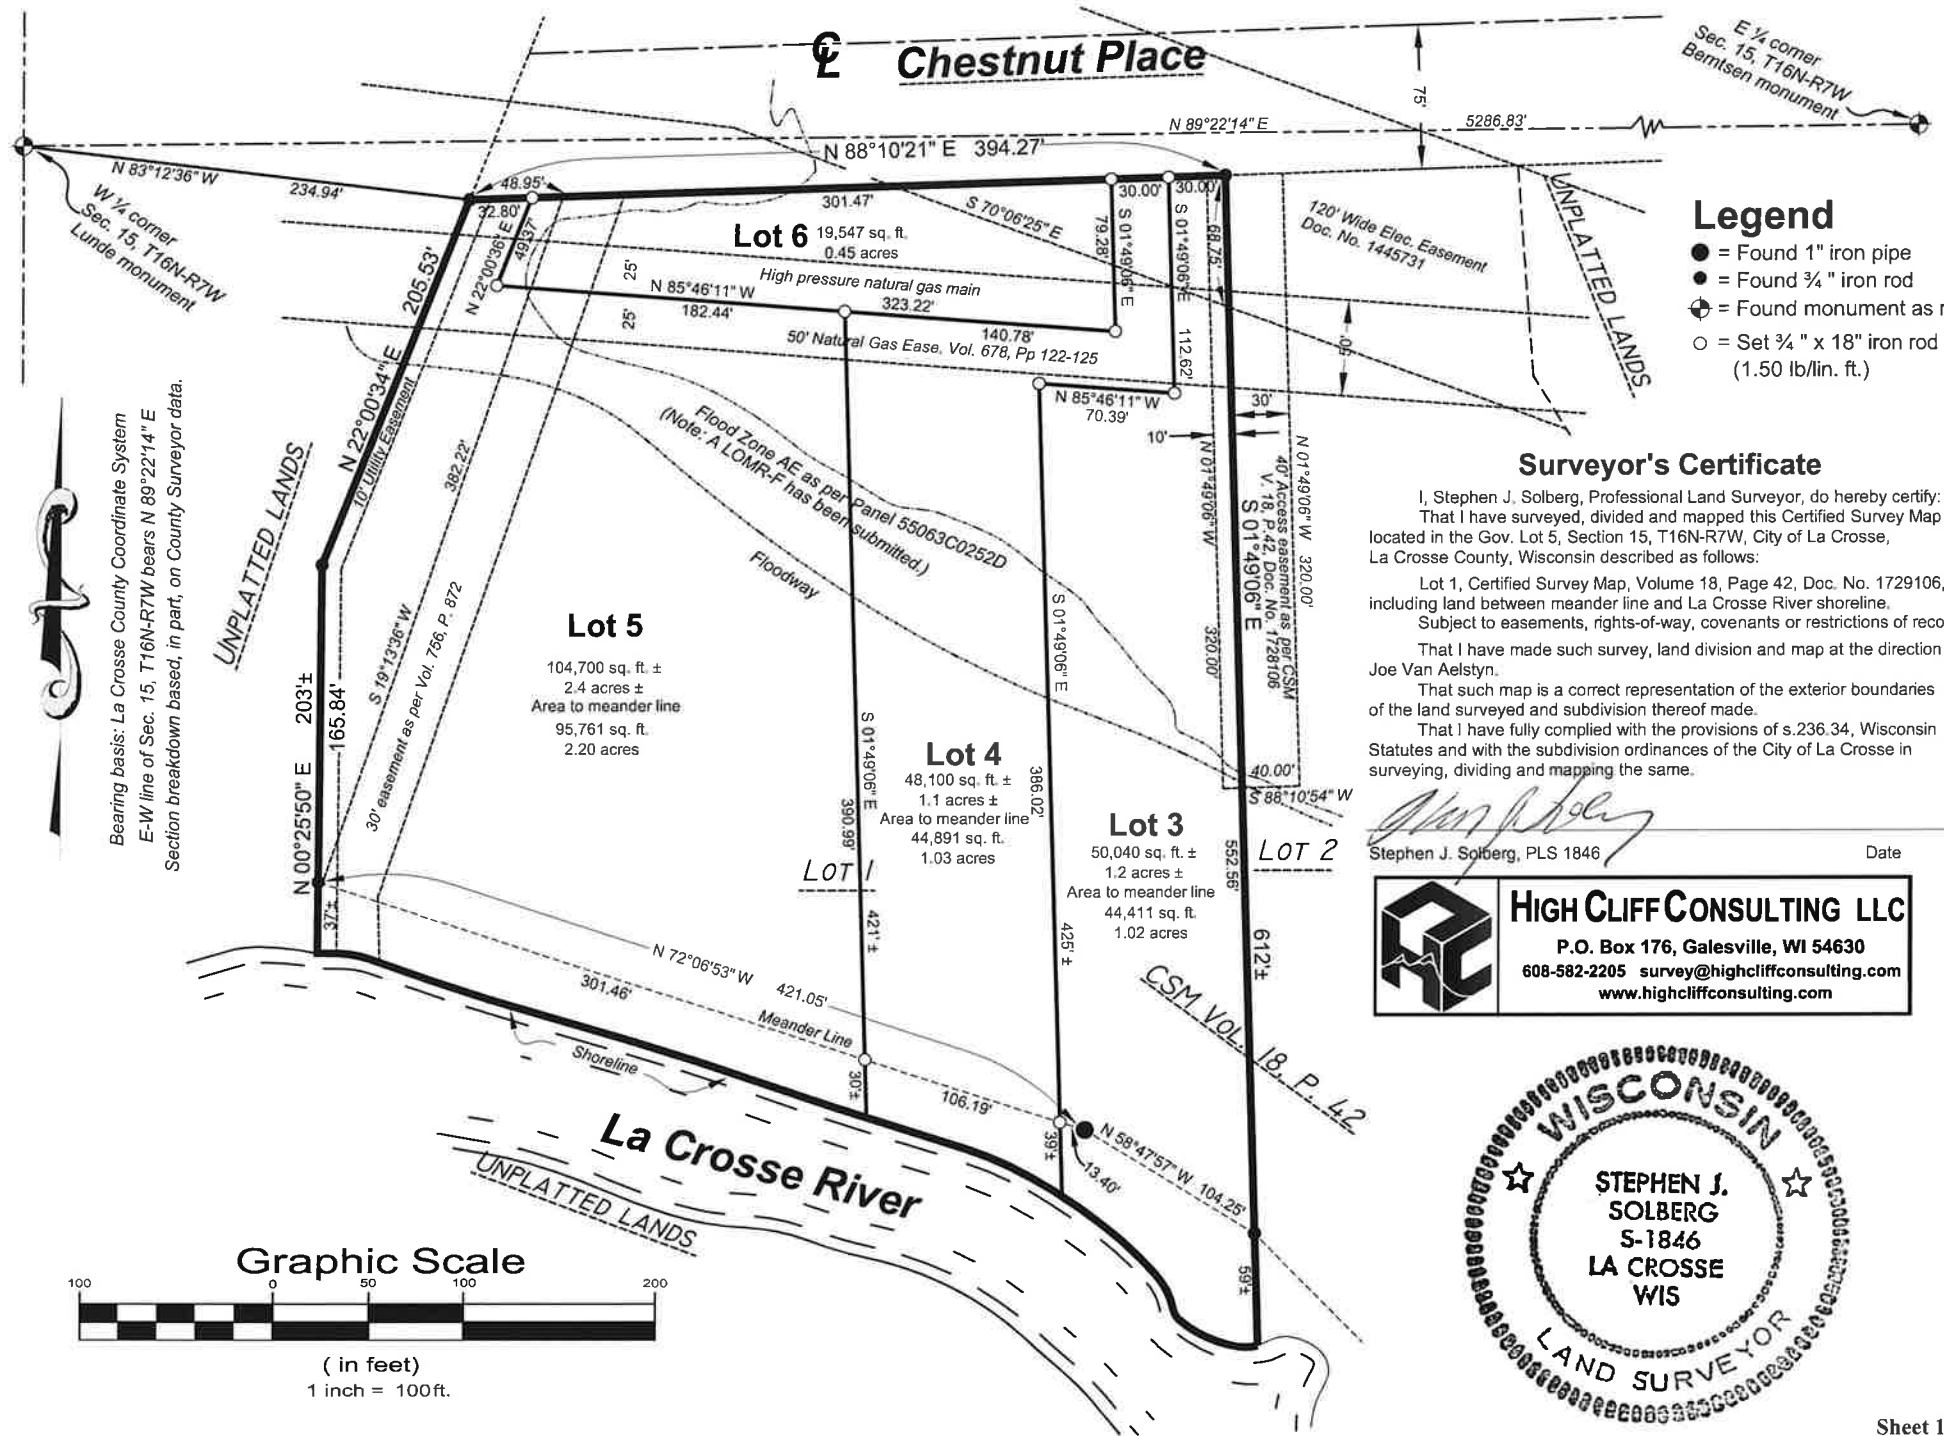 ℄ Chestnut Place
E ¼ corner
Sec. 15, T16N-R7W
Berntsen monument
75'
N 89°22'14" E
5286.83'
N 88°10'21" E 394.27'
N 83°12'36" W
234.94'
W ¼ corner
Sec. 15, T16N-R7W
Lunde monument
48.95'
32.80'
301.47'
30.00'
30.00'
N 22°00'36" E
49.37'
Lot 6
19,547 sq. ft.
0.45 acres
S 70°06'25" E
79.28'
S 01°49'06" E
S 01°49'06" E
112.62'
68.75'
120' Wide Elec. Easement
Doc. No. 1445731
UNPLATTED LANDS
High pressure natural gas main
25'
25'
N 85°46'11" W
182.44'
323.22'
140.78'
50' Natural Gas Ease, Vol. 678, Pp 122-125
50'
N 85°46'11" W
70.39'
30'
10'
Legend
= Found 1" iron pipe
= Found ¾ " iron rod
= Found monument as
= Set ¾ " x 18" iron rod
(1.50 lb/lin. ft.)
205.53'
N 22°00'34" E
10' Utility Easement
382.22'
S 19°13'36" W
30' easement as per Vol. 756, P. 872
UNPLATTED LANDS
Bearing basis: La Crosse County Coordinate System
E-W line of Sec. 15, T16N-R7W bears N 89°22'14" E
Section breakdown based, in part, on County Surveyor data.
Flood Zone AE as per Panel 55063C0252D
(Note: A LOMR-F has been submitted.)
Floodway
N 01°49'06" W
320.00'
S 01°49'06" E
40' Access easement as per CSM
V. 18, P.42, Doc. No. 1728106
N 01°49'06" W 320.00'
40.00'
S 88°10'54" W
Surveyor's Certificate
I, Stephen J. Solberg, Professional Land Surveyor, do hereby certify:
That I have surveyed, divided and mapped this Certified Survey Map
located in the Gov. Lot 5, Section 15, T16N-R7W, City of La Crosse,
La Crosse County, Wisconsin described as follows:
Lot 1, Certified Survey Map, Volume 18, Page 42, Doc. No. 1729106,
including land between meander line and La Crosse River shoreline.
Subject to easements, rights-of-way, covenants or restrictions of
That I have made such survey, land division and map at the direction
Joe Van Aelstyn.
That such map is a correct representation of the exterior boundaries
of the land surveyed and subdivision thereof made.
That I have fully complied with the provisions of s.236.34, Wisconsin
Statutes and with the subdivision ordinances of the City of La Crosse in
surveying, dividing and mapping the same.
Stephen J. Solberg, PLS 1846
Date
Lot 5
104,700 sq. ft. ±
2.4 acres ±
Area to meander line
95,761 sq. ft.
2.20 acres
S 01°49'06" E
390.99'
421'±
Lot 4
48,100 sq. ft. ±
1.1 acres ±
Area to meander line
44,891 sq. ft.
1.03 acres
S 01°49'06" E
386.02'
425'±
Lot 3
50,040 sq. ft. ±
1.2 acres ±
Area to meander line
44,411 sq. ft.
1.02 acres
552.56'
612'±
LOT 1
LOT 2
CSM VOL. 18, P. 42
N 00°25'50" E 203'±
165.84'
37'±
N 72°06'53" W 421.05'
301.46'
Meander Line
Shoreline
30'±
106.19'
39'±
13.40'
N 58°47'57" W 104.25'
59'±
La Crosse River
UNPLATTED LANDS
Graphic Scale
100 0 50 100 200
( in feet)
1 inch = 100ft.
HIGH CLIFF CONSULTING LLC
P.O. Box 176, Galesville, WI 54630
608-582-2205 survey@highcliffconsulting.com
www.highcliffconsulting.com
WISCONSIN
STEPHEN J.
SOLBERG
S-1846
LA CROSSE
WIS
LAND SURVEYOR
Sheet 1